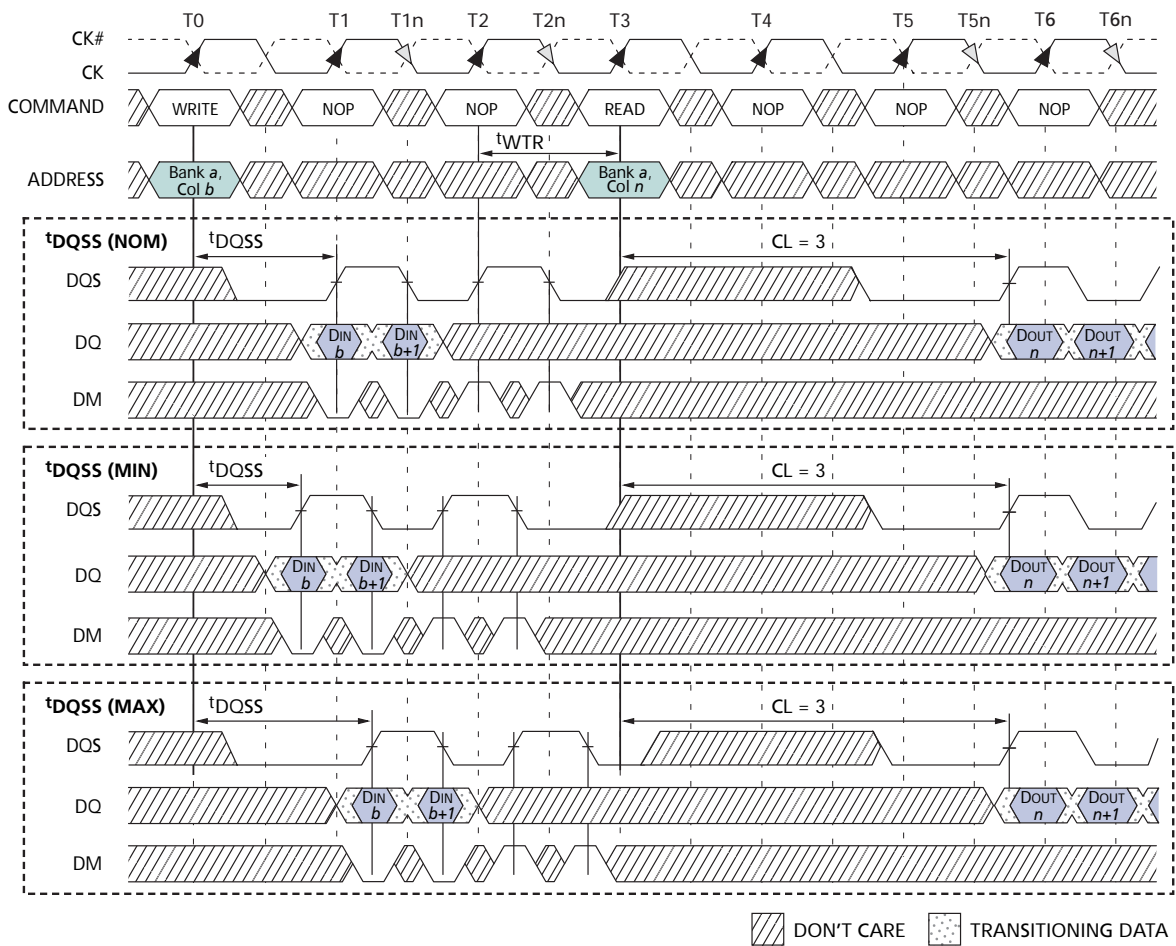 T0 T1 T1n T2 T2n T3 T4 T5 T5n T6 T6n
CK#
CK
COMMAND WRITE NOP NOP READ NOP NOP NOP
tWTR
ADDRESS Bank a, Col b Bank a, Col n
tDQSS (NOM) tDQSS CL = 3
DQS
DQ DIN b DIN b+1 DOUT n DOUT n+1
DM
tDQSS (MIN) tDQSS CL = 3
DQS
DQ DIN b DIN b+1 DOUT n DOUT n+1
DM
tDQSS (MAX) tDQSS CL = 3
DQS
DQ DIN b DIN b+1 DOUT n DOUT n+1
DM
DON'T CARE TRANSITIONING DATA